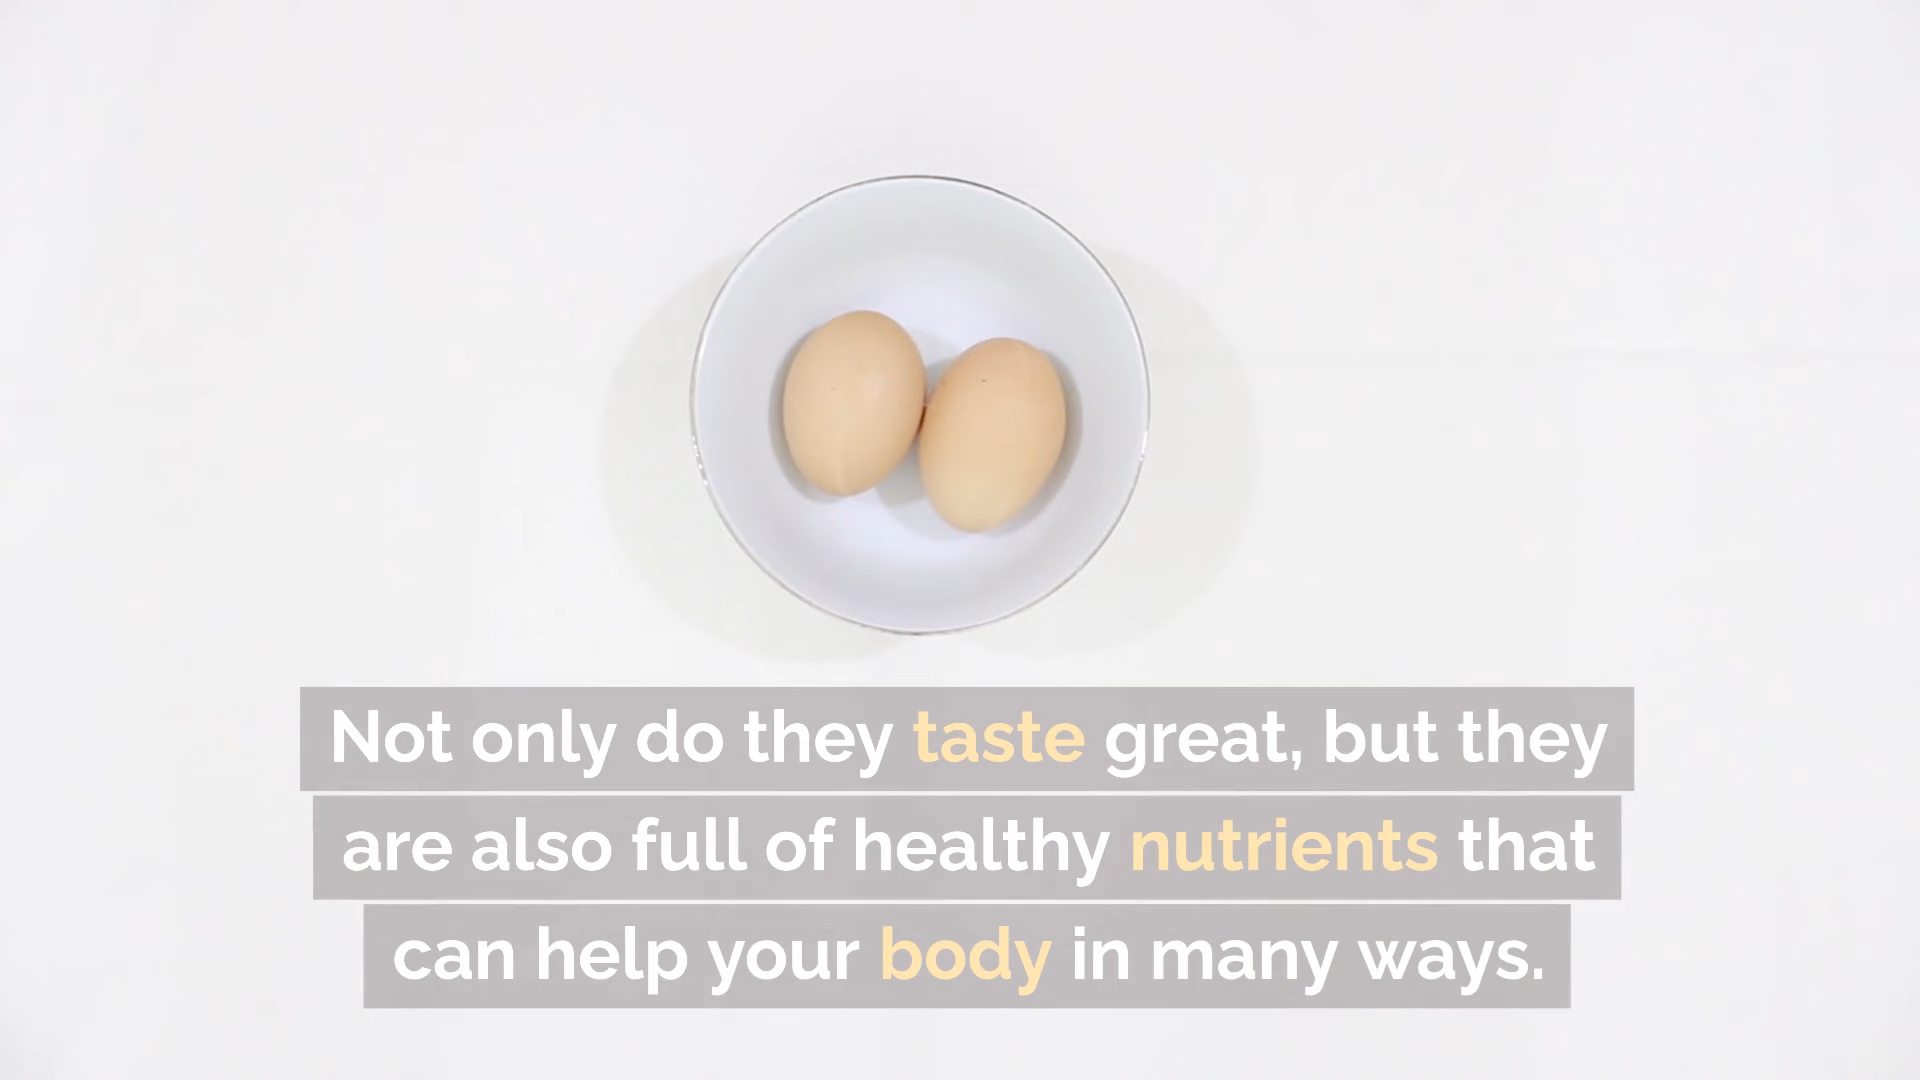 Not only do they taste great, but they
are also full of healthy nutrients that
can help your body in many ways.